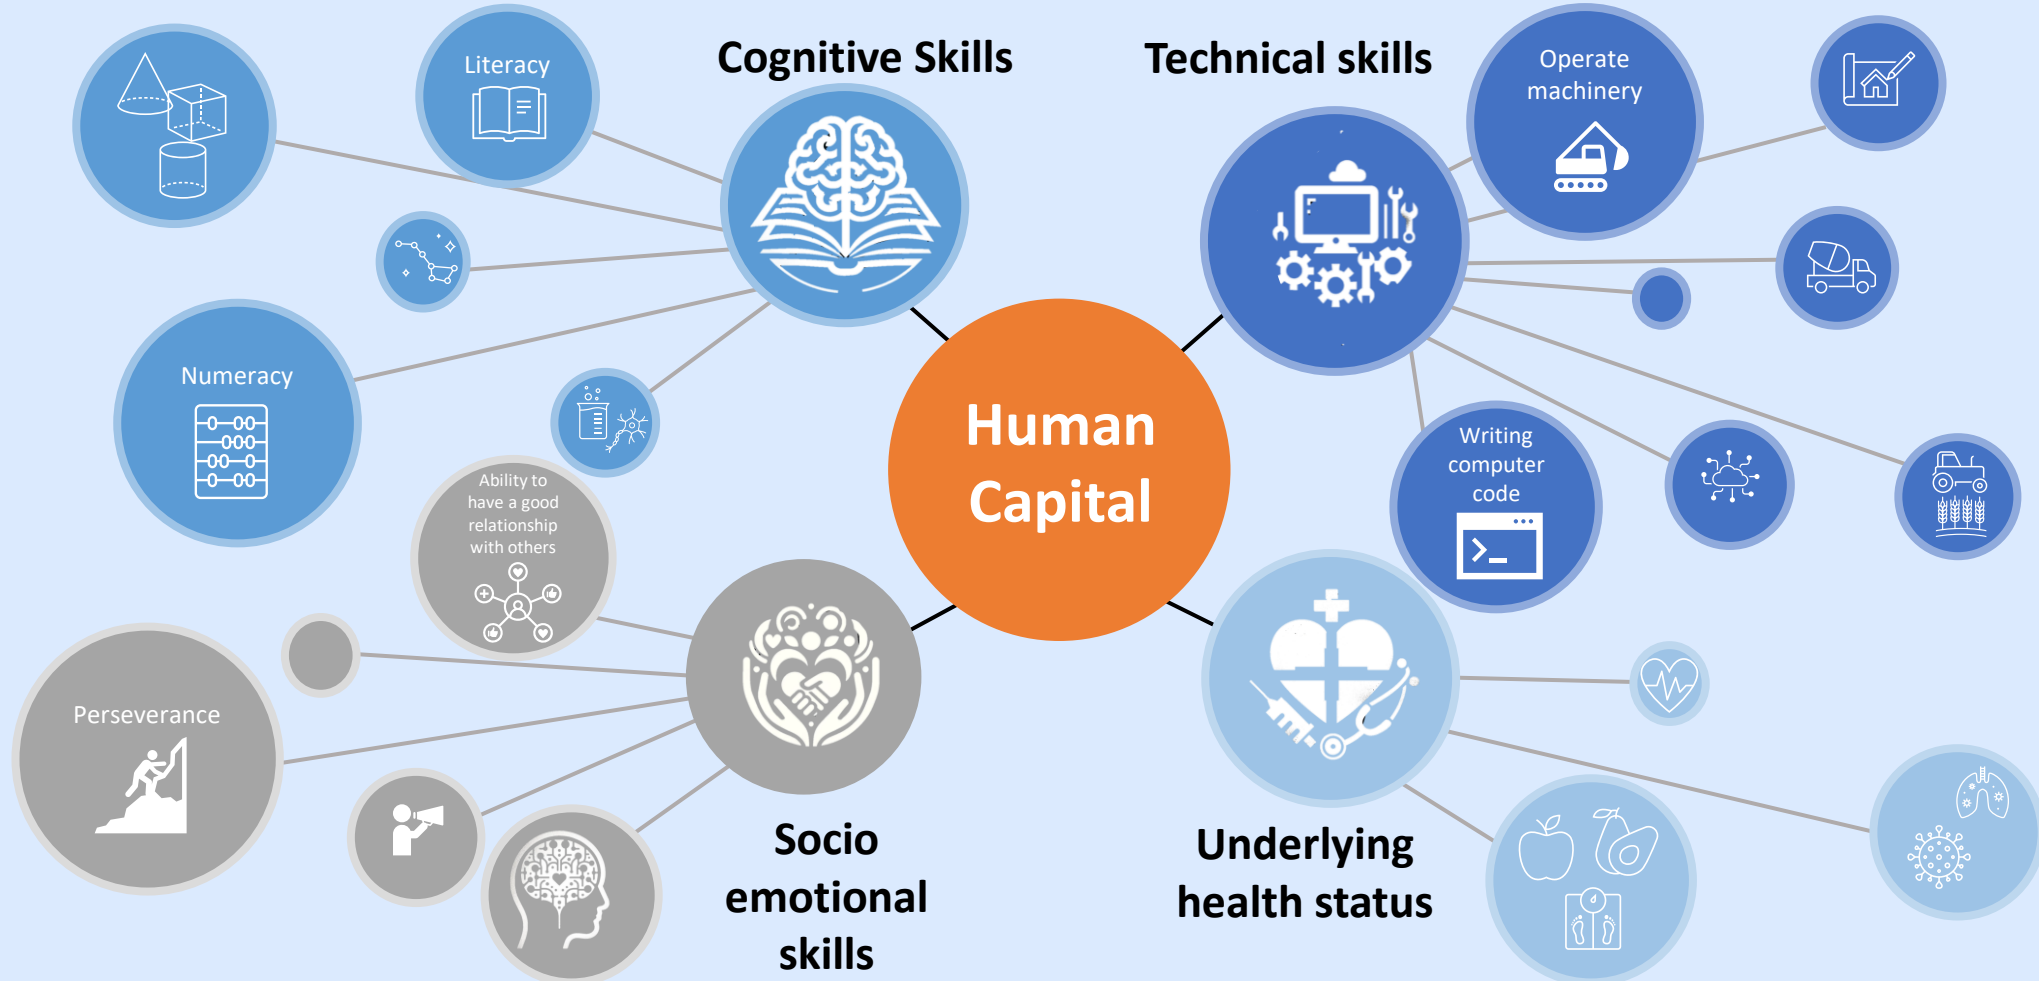 Cognitive Skills
Technical skills
Literacy
Operate
machinery
Numeracy
Human
Capital
Writing
computer
code
Ability to
have a good
relationship
with others
Perseverance
Socio
emotional
skills
Underlying
health status